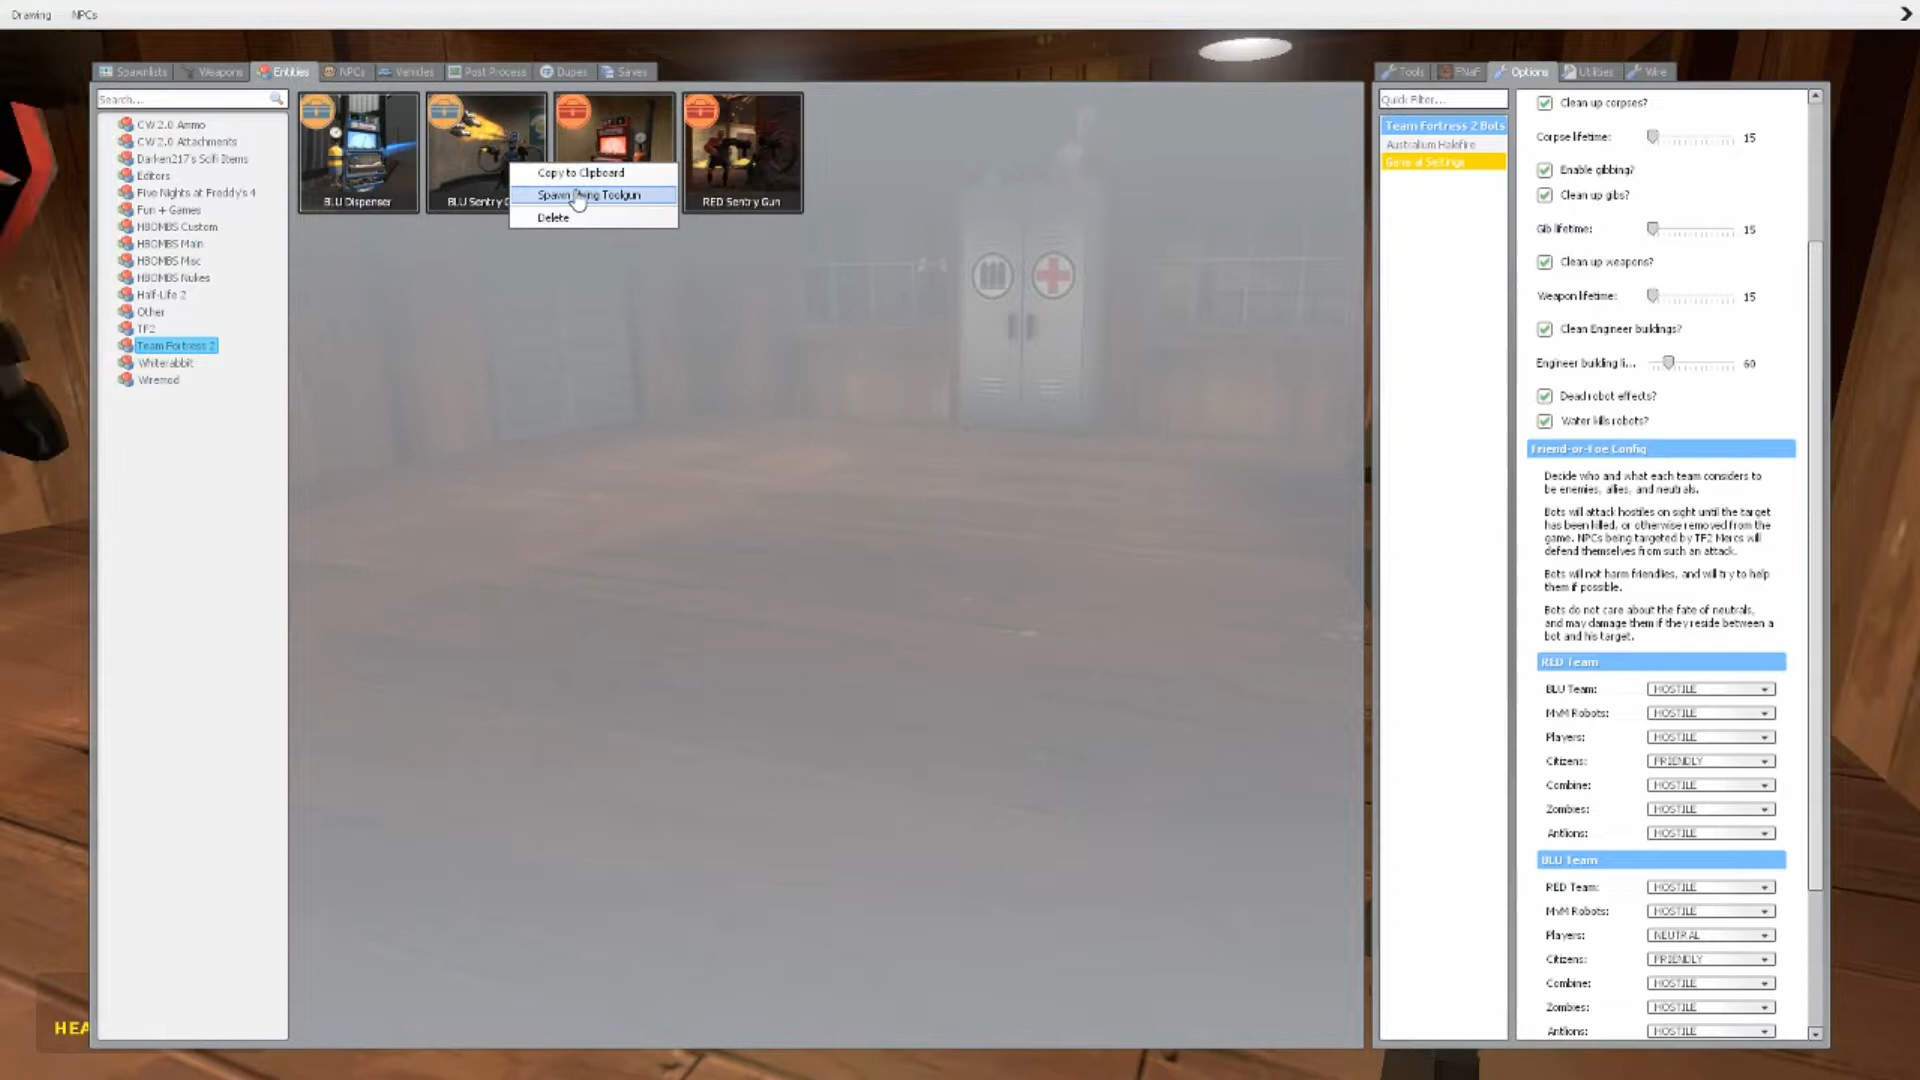 Drawing NPCs
Spawnlists Weapons Entities NPCs Vehicles Post Process Dupes Saves
Search...
CW 2.0 Ammo
CW 2.0 Attachments
Darken217's SciFi Items
Editors
Five Nights at Freddy's 4
Fun + Games
HBOMBS Custom
HBOMBS Main
HBOMBS Misc
HBOMBS Nukes
Half-Life 2
Other
TF2
Team Fortress 2
Whiterabbit
Wiremod
BLU Dispenser
BLU Sentry G
RED Sentry Gun
Copy to Clipboard
Spawn Using Toolgun
Delete
HEA
Tools FNaF Options Utilities Wire
Quick Filter...
Team Fortress 2 Bots
Australium Halefire
General Settings
Clean up corpses?
Corpse lifetime: 15
Enable gibbing?
Clean up gibs?
Gib lifetime: 15
Clean up weapons?
Weapon lifetime: 15
Clean Engineer buildings?
Engineer building li... 60
Dead robot effects?
Water kills robots?
Friend-or-Foe Config
Decide who and what each team considers to
be enemies, allies, and neutrals.
Bots will attack hostiles on sight until the target
has been killed, or otherwise removed from the
game. NPCs being targeted by TF2 Mercs will
defend themselves from such an attack.
Bots will not harm friendlies, and will try to help
them if possible.
Bots do not care about the fate of neutrals,
and may damage them if they reside between a
bot and his target.
RED Team
BLU Team: HOSTILE
MvM Robots: HOSTILE
Players: HOSTILE
Citizens: FRIENDLY
Combine: HOSTILE
Zombies: HOSTILE
Antlions: HOSTILE
BLU Team
RED Team: HOSTILE
MvM Robots: HOSTILE
Players: NEUTRAL
Citizens: FRIENDLY
Combine: HOSTILE
Zombies: HOSTILE
Antlions: HOSTILE